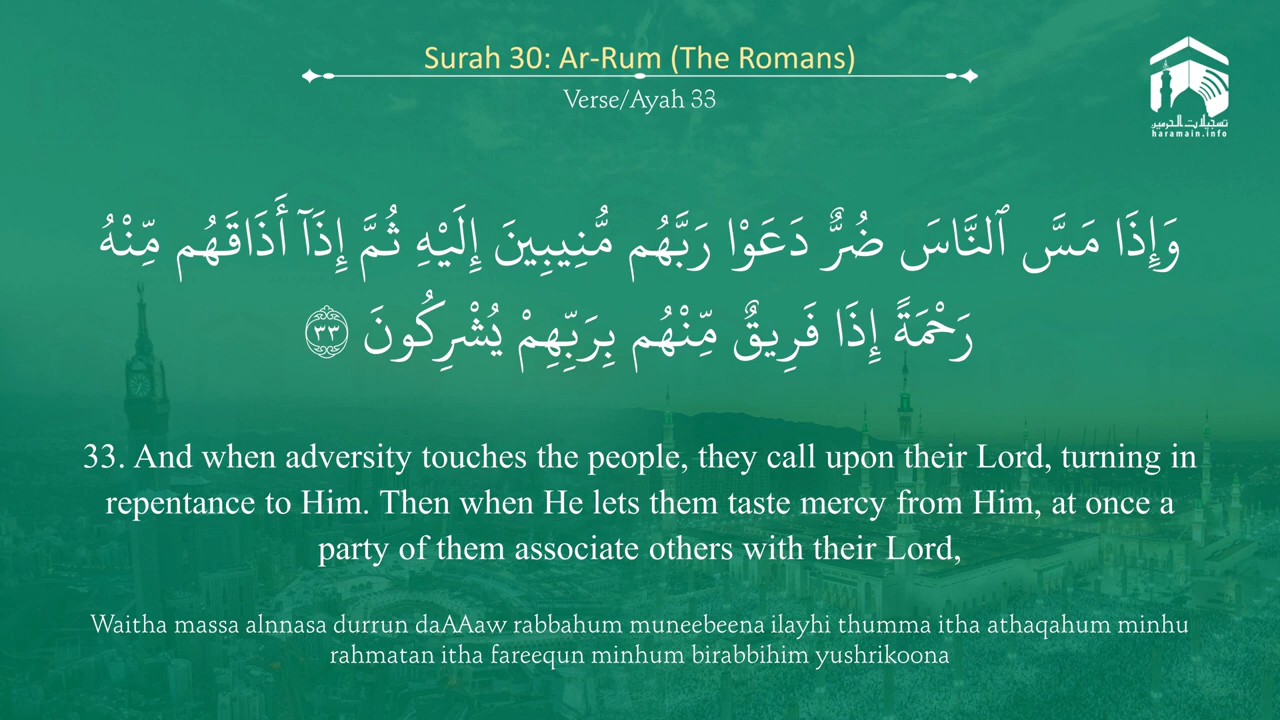 Surah 30: Ar-Rum (The Romans)
Verse/Ayah 33
تسجيلات الحرمين
haramain.info
وَإِذَا مَسَّ ٱلنَّاسَ ضُرٌّ دَعَوْا رَبَّهُم مُّنِيبِينَ إِلَيْهِ ثُمَّ إِذَآ أَذَاقَهُم مِّنْهُ
رَحْمَةً إِذَا فَرِيقٌ مِّنْهُم بِرَبِّهِمْ يُشْرِكُونَ ٣٣
33. And when adversity touches the people, they call upon their Lord, turning in
repentance to Him. Then when He lets them taste mercy from Him, at once a
party of them associate others with their Lord,
Waitha massa alnnasa durrun daAAaw rabbahum muneebeena ilayhi thumma itha athaqahum minhu
rahmatan itha fareequn minhum birabbihim yushrikoona